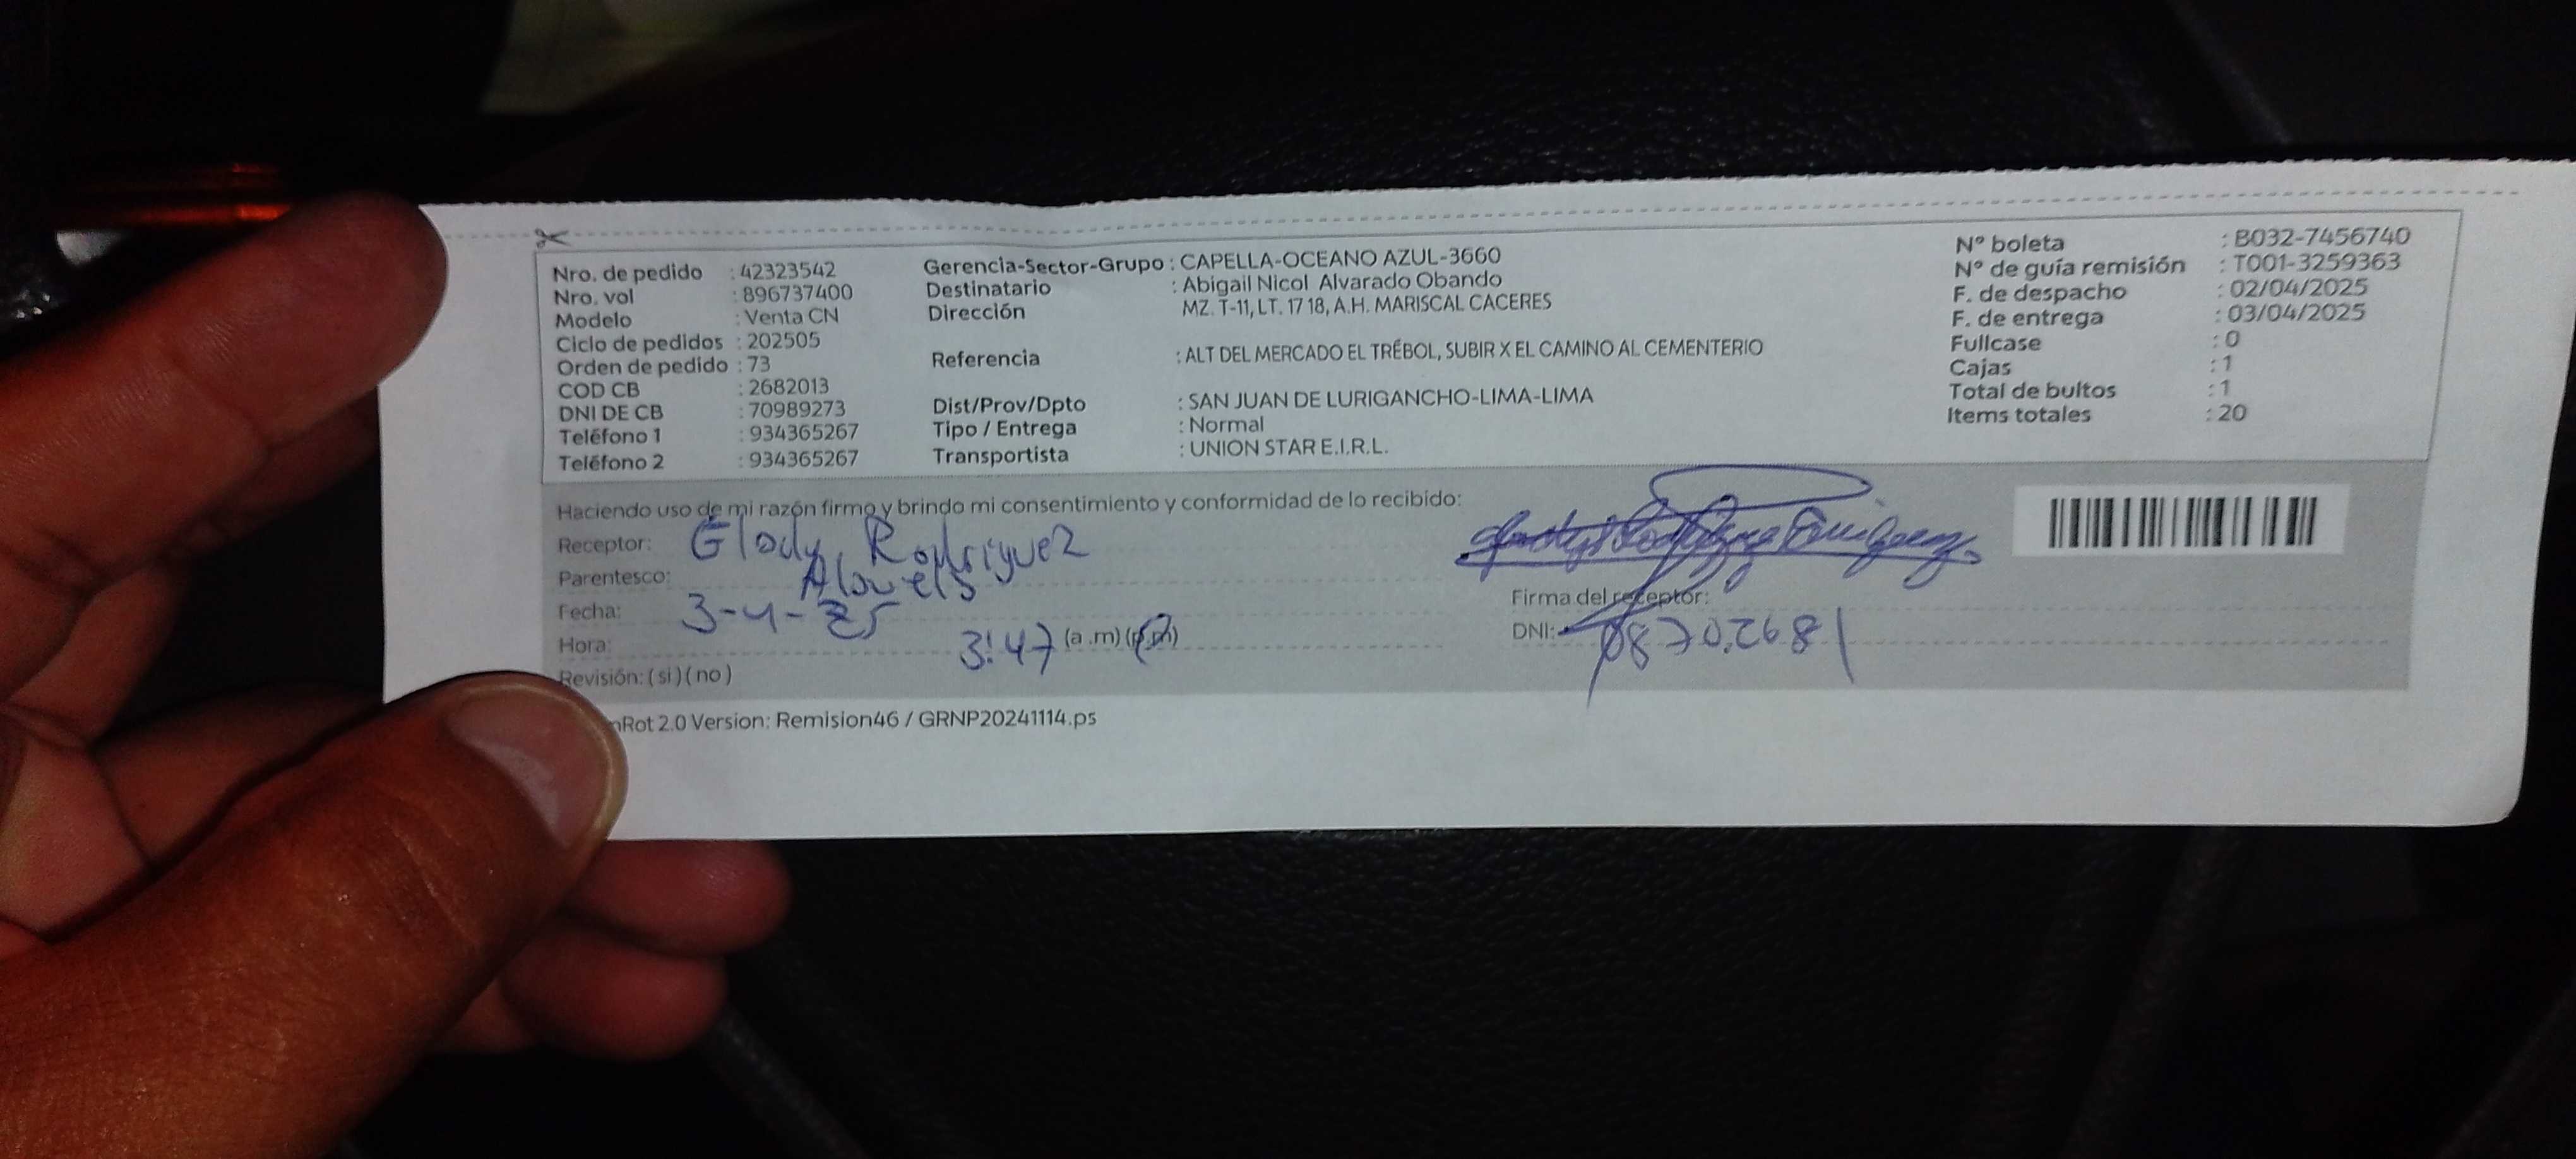 Nro. de pedido : 42323542
Nro. vol : 896737400
Modelo : Venta CN
Ciclo de pedidos : 202505
Orden de pedido : 73
COD CB : 2682013
DNI DE CB : 70989273
Teléfono 1 : 934365267
Teléfono 2 : 934365267
Gerencia-Sector-Grupo : CAPELLA-OCEANO AZUL-3660
Destinatario : Abigail Nicol Alvarado Obando
Dirección MZ. T-11, LT. 17 18, A.H. MARISCAL CACERES
Referencia : ALT DEL MERCADO EL TRÉBOL, SUBIR X EL CAMINO AL CEMENTERIO
Dist/Prov/Dpto : SAN JUAN DE LURIGANCHO-LIMA-LIMA
Tipo / Entrega : Normal
Transportista : UNION STAR E.I.R.L.
N° boleta : B032-7456740
N° de guía remisión : T001-3259363
F. de despacho : 02/04/2025
F. de entrega : 03/04/2025
Fullcase : 0
Cajas : 1
Total de bultos : 1
Items totales : 20
Haciendo uso de mi razón firmo y brindo mi consentimiento y conformidad de lo recibido:
Receptor: Glady Rodriguez
Parentesco:
Fecha: 3-4-25
Hora: 3:47 (a.m) (p.m)
Revisión: ( si ) ( no )
Firma del receptor:
DNI: 08702681
nRot 2.0 Version: Remision46 / GRNP20241114.ps